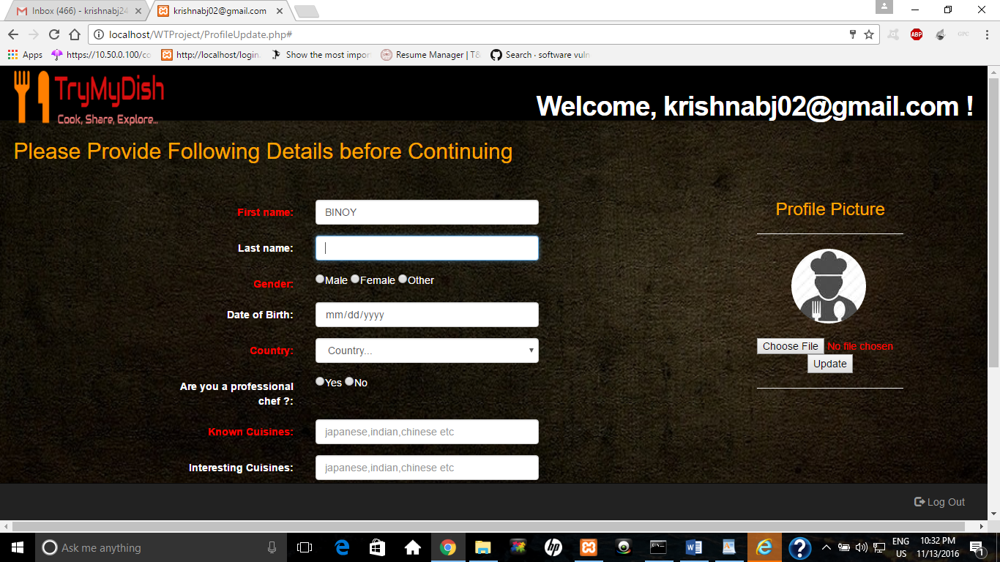 Inbox (466) - krishnabj24
krishnabj02@gmail.com
localhost/WTProject/ProfileUpdate.php#
ABP
GPC
Apps
https://10.50.0.100/co
http://localhost/login.
Show the most impor
Resume Manager | T&
Search · software vuln
TryMyDish
Cook, Share, Explore...
Welcome, krishnabj02@gmail.com !
Please Provide Following Details before Continuing
First name:
BINOY
Last name:
Gender:
Male Female Other
Date of Birth:
mm/dd/yyyy
Country:
Country...
Are you a professional
chef ?:
Yes No
Known Cuisines:
japanese,indian,chinese etc
Interesting Cuisines:
japanese,indian,chinese etc
Profile Picture
Choose File No file chosen
Update
Log Out
Ask me anything
hp
ENG
US
10:32 PM
11/13/2016
1